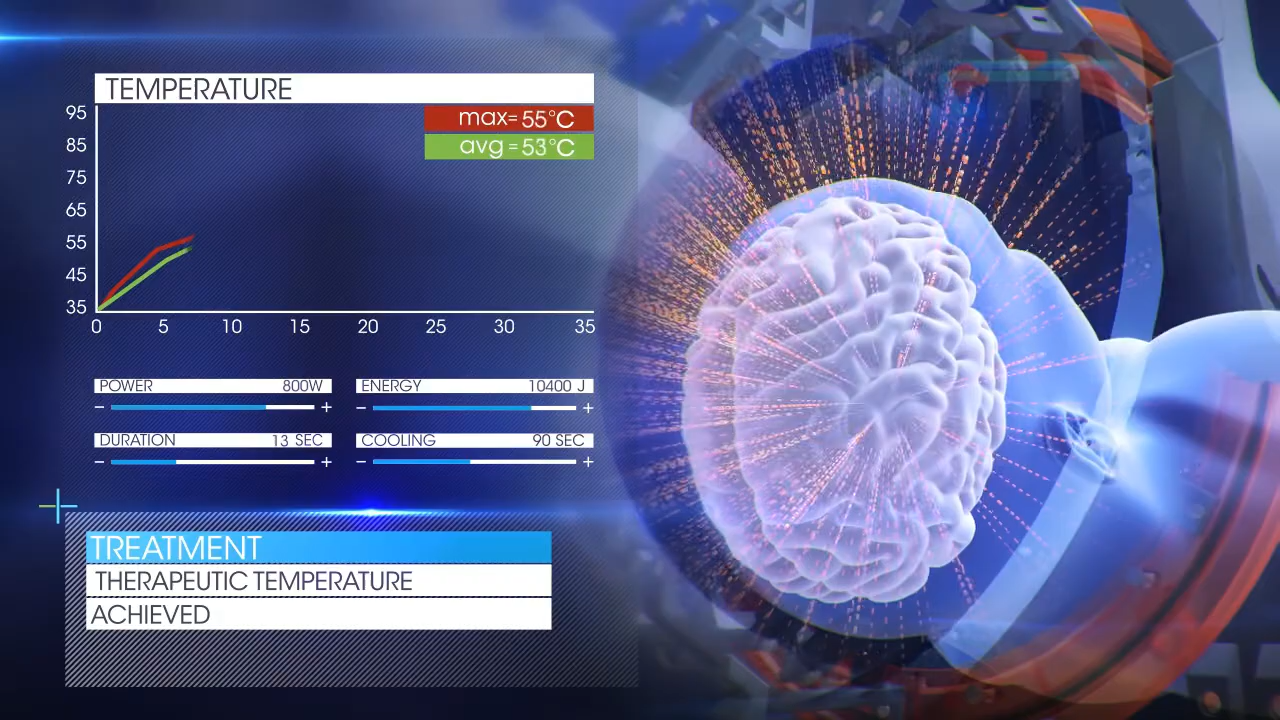 TEMPERATURE
max= 55°C
avg = 53°C
95
85
75
65
55
45
35
0 5 10 15 20 25 30 35
POWER 800W
ENERGY 10400 J
− +
− +
DURATION 13 SEC
COOLING 90 SEC
− +
− +
TREATMENT
THERAPEUTIC TEMPERATURE
ACHIEVED